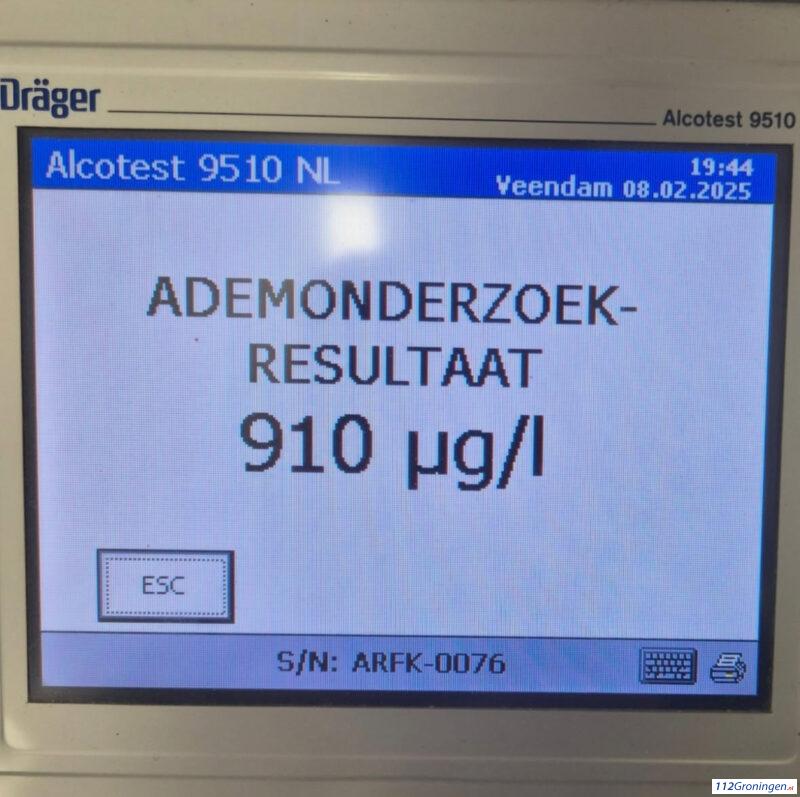 Dräger
Alcotest 9510
Alcotest 9510 NL
19:44
Veendam 08.02.2025
ADEMONDERZOEK-
RESULTAAT
910 µg/l
ESC
S/N: ARFK-0076
112Groningen.nl